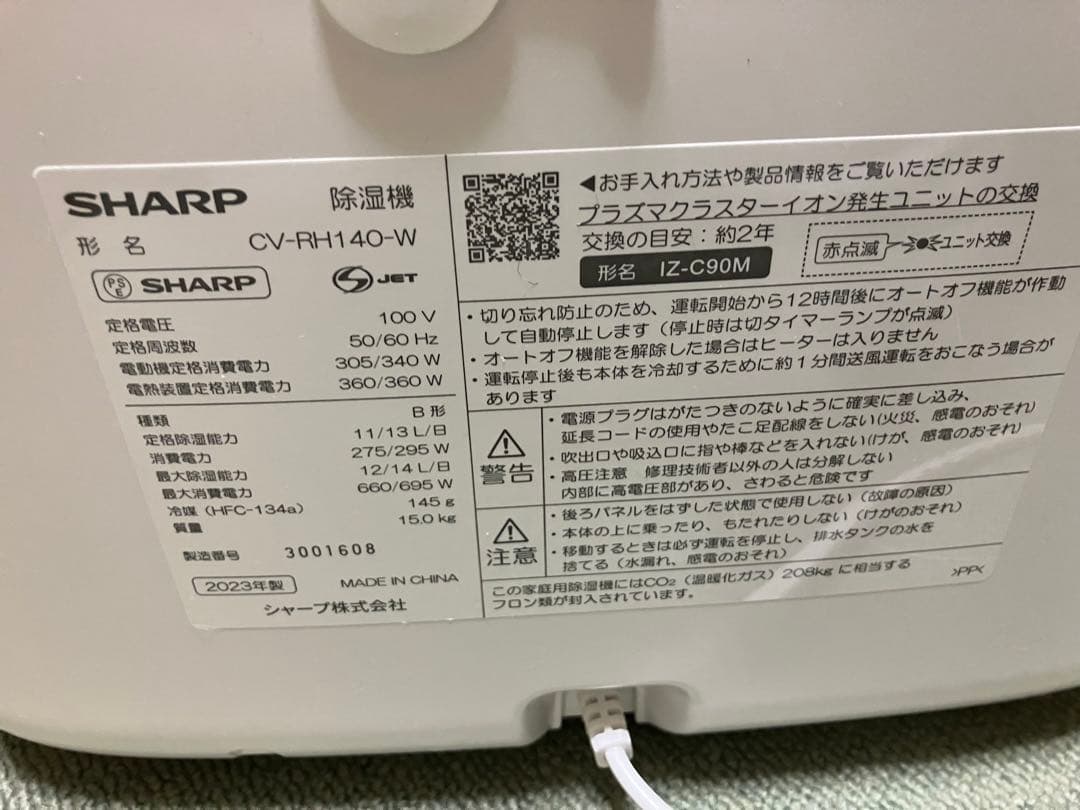 SHARP 除湿機
形名 CV-RH140-W
PSE SHARP JET
定格電圧 100 V
定格周波数 50/60 Hz
電動機定格消費電力 305/340 W
電熱装置定格消費電力 360/360 W
種類 B 形
定格除湿能力 11/13 L/日
消費電力 275/295 W
最大除湿能力 12/14 L/日
最大消費電力 660/695 W
冷媒（HFC-134a） 145 g
質量 15.0 kg
製造番号 3001608
2023年製 MADE IN CHINA
シャープ株式会社
◀お手入れ方法や製品情報をご覧いただけます
プラズマクラスターイオン発生ユニットの交換
交換の目安：約2年
形名 IZ-C90M
赤点滅 ユニット交換
・切り忘れ防止のため、運転開始から12時間後にオートオフ機能が作動
して自動停止します（停止時は切タイマーランプが点滅）
・オートオフ機能を解除した場合はヒーターは入りません
・運転停止後も本体を冷却するために約1分間送風運転をおこなう場合が
あります
警告
・電源プラグはがたつきのないように確実に差し込み、
延長コードの使用やたこ足配線をしない(火災、感電のおそれ)
・吹出口や吸込口に指や棒などを入れない(けが、感電のおそれ)
・高圧注意 修理技術者以外の人は分解しない
内部に高電圧部があり、さわると危険です
注意
・後ろパネルをはずした状態で使用しない（故障の原因）
・本体の上に乗ったり、もたれたりしない（けがのおそれ）
・移動するときは必ず運転を停止し、排水タンクの水を
捨てる（水漏れ、感電のおそれ）
この家庭用除湿機にはCO₂（温暖化ガス）208kg に相当する
フロン類が封入されています。
>PP<